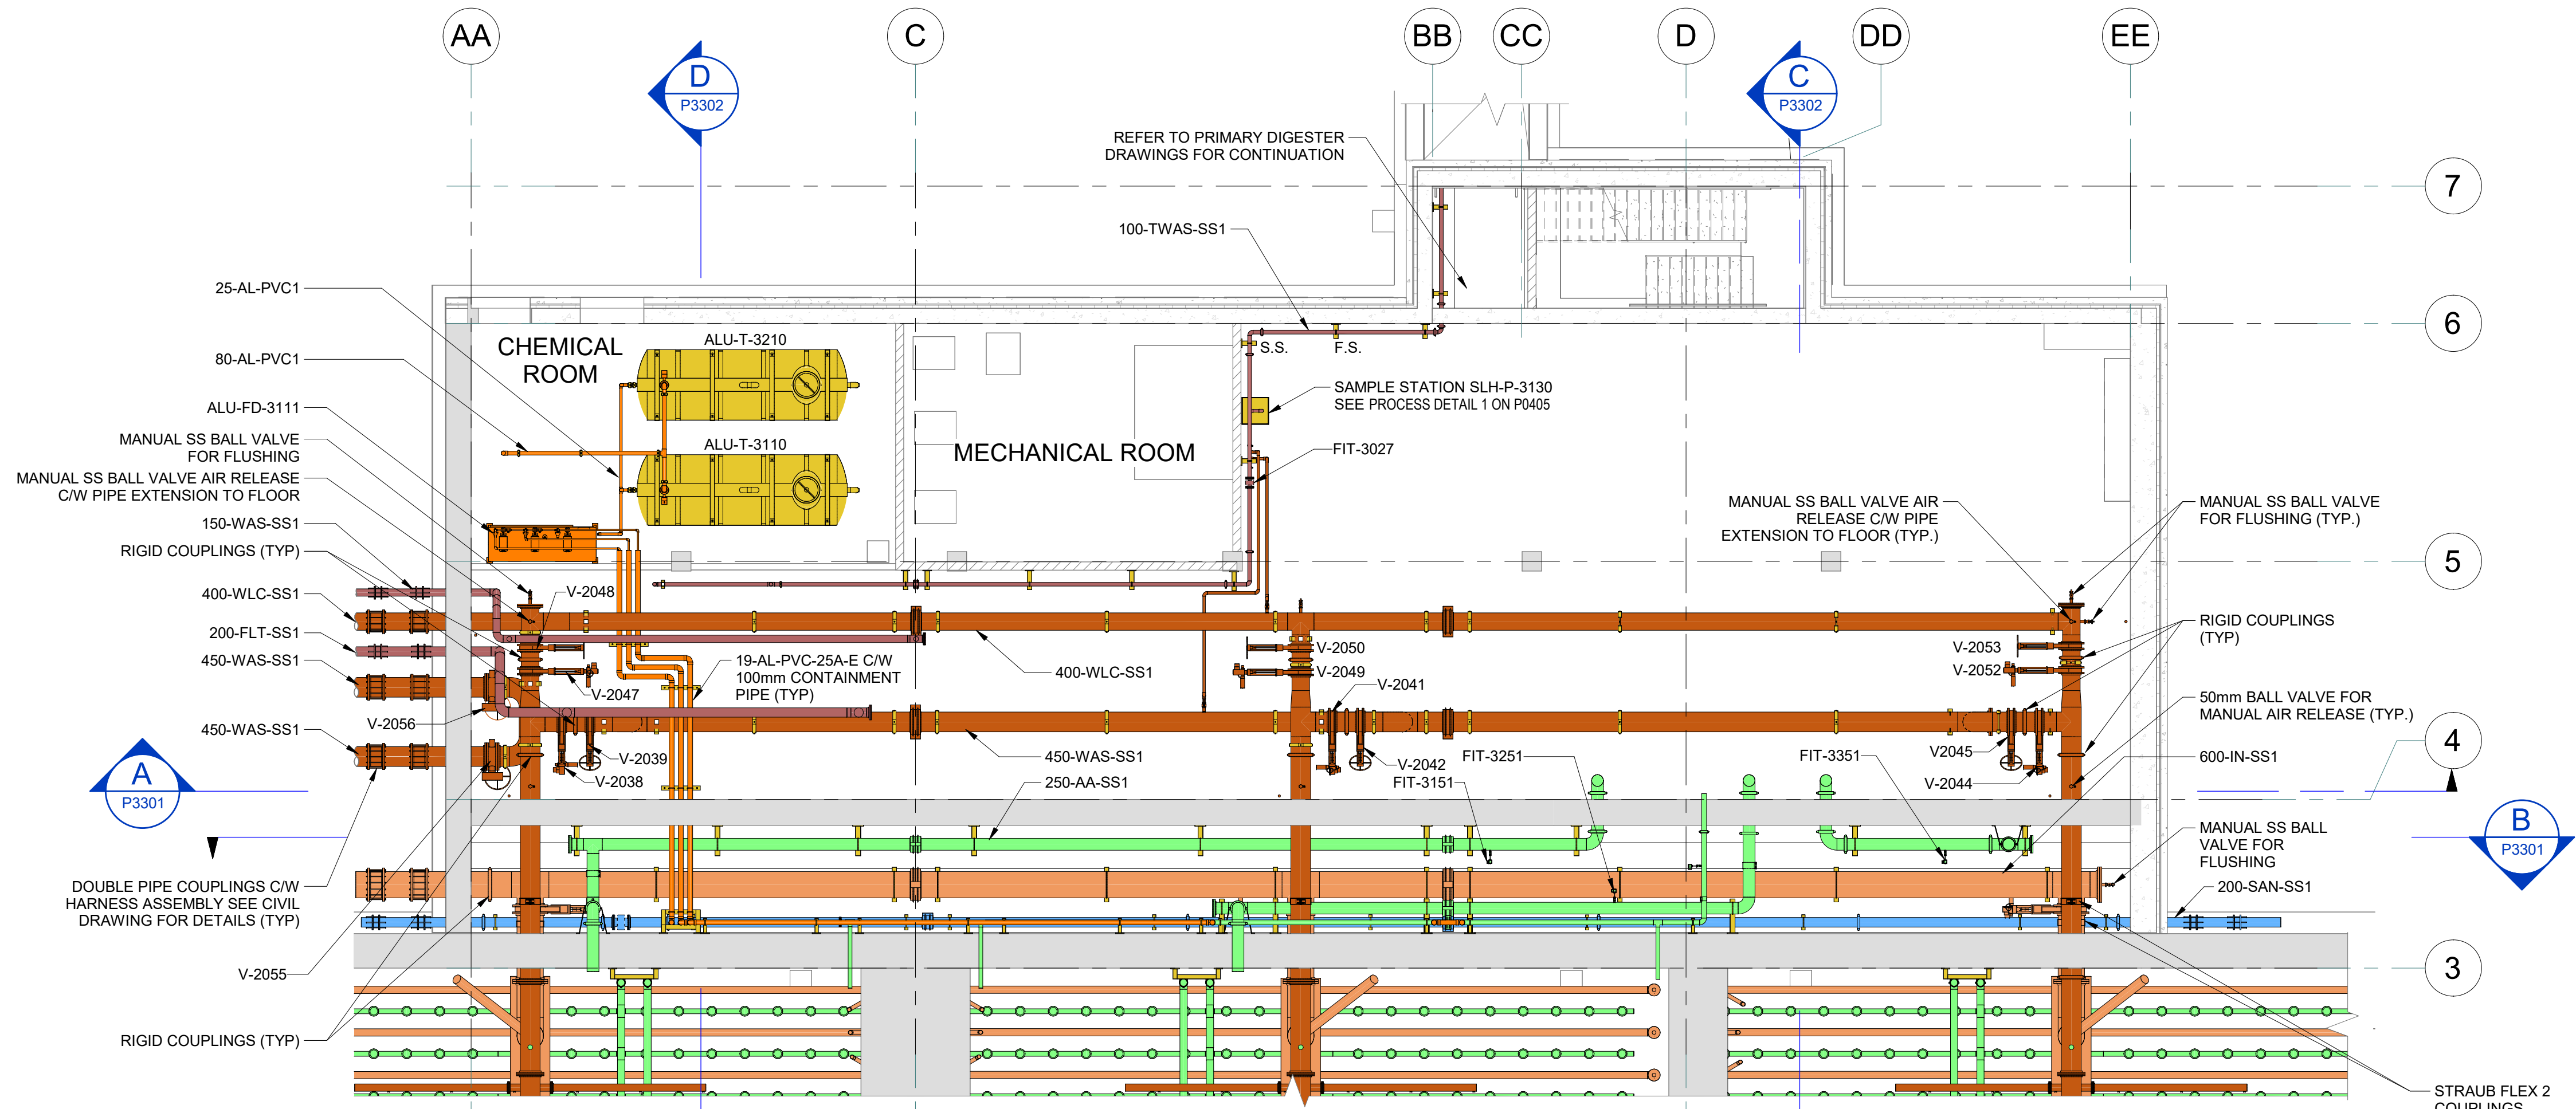 AA
C
BB
CC
D
DD
EE
D
P3302
C
P3302
REFER TO PRIMARY DIGESTER
DRAWINGS FOR CONTINUATION
7
100-TWAS-SS1
25-AL-PVC1
6
CHEMICAL
ROOM
ALU-T-3210
S.S.
F.S.
80-AL-PVC1
SAMPLE STATION SLH-P-3130
SEE PROCESS DETAIL 1 ON P0405
ALU-FD-3111
MANUAL SS BALL VALVE
FOR FLUSHING
ALU-T-3110
MECHANICAL ROOM
FIT-3027
MANUAL SS BALL VALVE AIR RELEASE
C/W PIPE EXTENSION TO FLOOR
MANUAL SS BALL VALVE AIR
RELEASE C/W PIPE
EXTENSION TO FLOOR (TYP.)
MANUAL SS BALL VALVE
FOR FLUSHING (TYP.)
150-WAS-SS1
RIGID COUPLINGS (TYP)
5
400-WLC-SS1
V-2048
200-FLT-SS1
RIGID COUPLINGS
(TYP)
450-WAS-SS1
19-AL-PVC-25A-E C/W
100mm CONTAINMENT
PIPE (TYP)
400-WLC-SS1
V-2050
V-2049
V-2053
V-2052
V-2047
V-2041
50mm BALL VALVE FOR
MANUAL AIR RELEASE (TYP.)
V-2056
450-WAS-SS1
4
V-2039
V-2038
450-WAS-SS1
250-AA-SS1
V-2042
FIT-3251
FIT-3151
FIT-3351
V2045
V-2044
600-IN-SS1
A
P3301
B
P3301
MANUAL SS BALL
VALVE FOR
FLUSHING
DOUBLE PIPE COUPLINGS C/W
HARNESS ASSEMBLY SEE CIVIL
DRAWING FOR DETAILS (TYP)
200-SAN-SS1
V-2055
3
RIGID COUPLINGS (TYP)
STRAUB FLEX 2
COUPLINGS